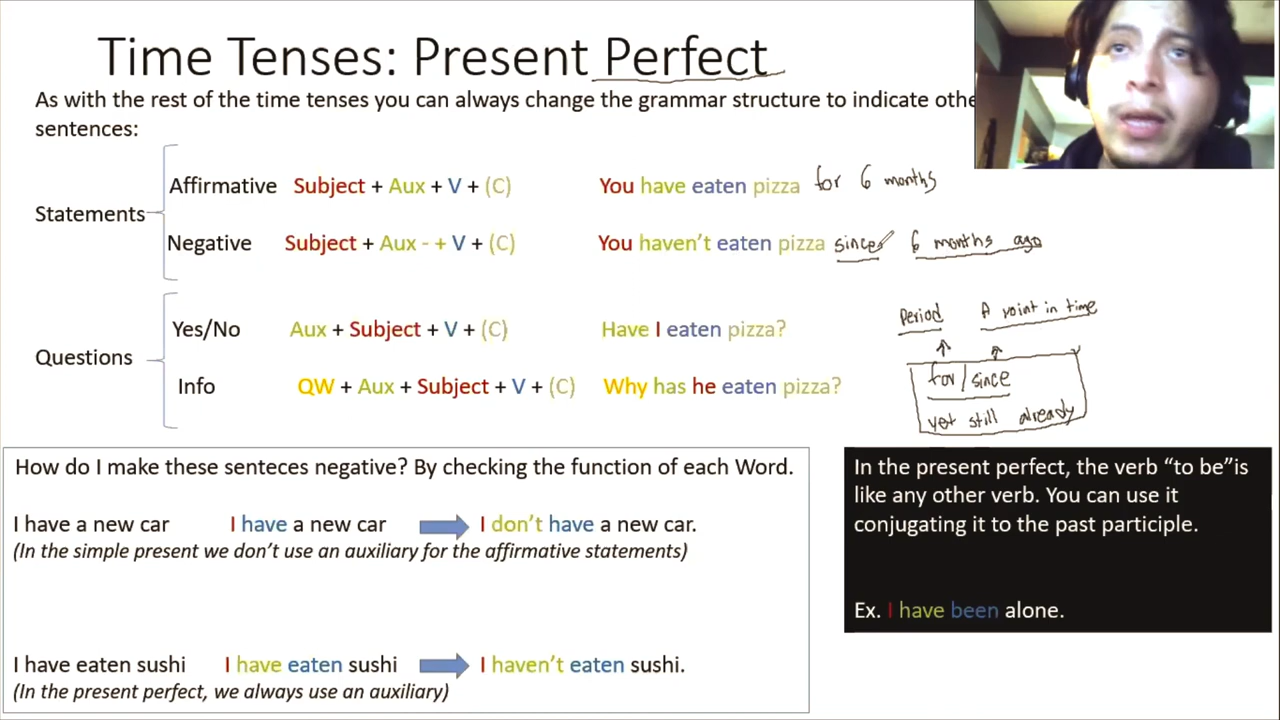 Time Tenses: Present Perfect
As with the rest of the time tenses you can always change the grammar structure to indicate othe
sentences:
Statements
Affirmative Subject + Aux + V + (C) You have eaten pizza for 6 months
Negative Subject + Aux - + V + (C) You haven't eaten pizza since 6 months ago
Period A point in time
Questions
Yes/No Aux + Subject + V + (C) Have I eaten pizza?
Info QW + Aux + Subject + V + (C) Why has he eaten pizza?
for / since
yet still already
How do I make these senteces negative? By checking the function of each Word.
I have a new car I have a new car I don't have a new car.
(In the simple present we don't use an auxiliary for the affirmative statements)
I have eaten sushi I have eaten sushi I haven't eaten sushi.
(In the present perfect, we always use an auxiliary)
In the present perfect, the verb “to be”is
like any other verb. You can use it
conjugating it to the past participle.
Ex. I have been alone.